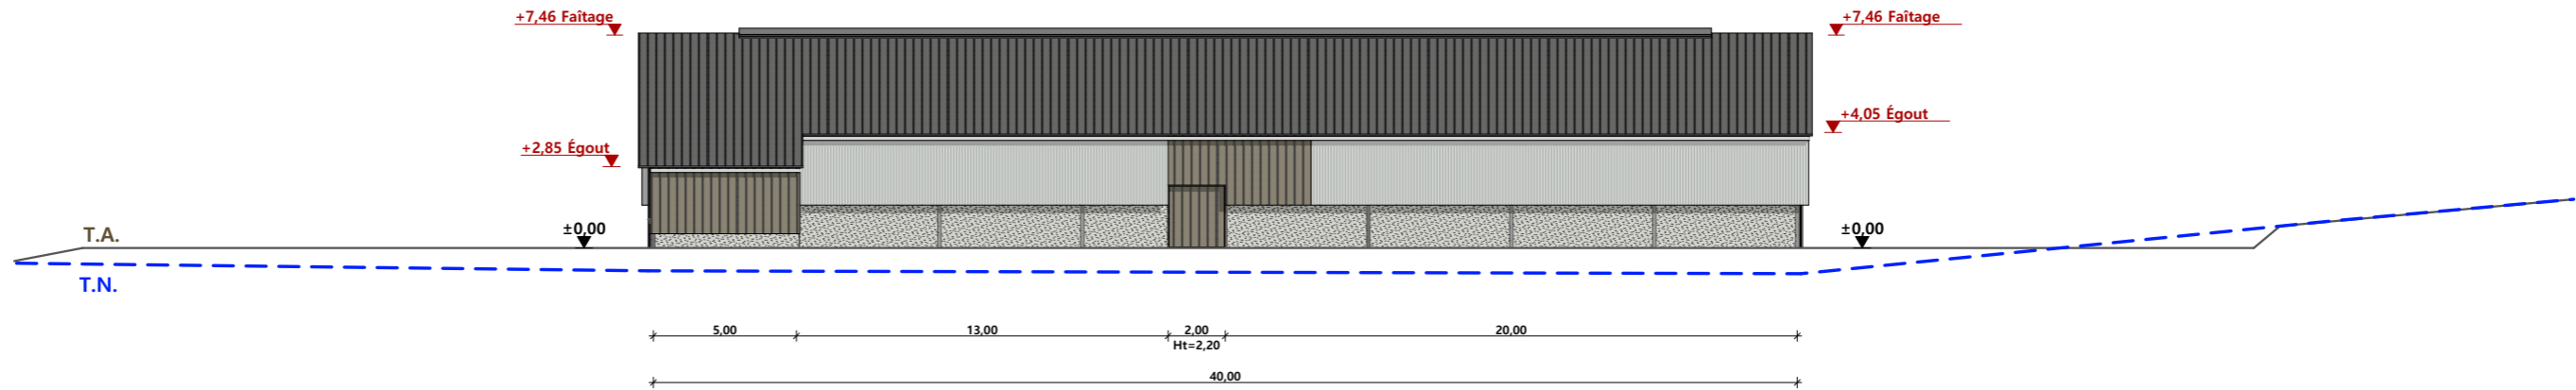 +7,46 Faîtage
+7,46 Faîtage
+4,05 Égout
+2,85 Égout
±0,00
±0,00
T.A.
T.N.
5,00
13,00
2,00
20,00
Ht=2,20
40,00